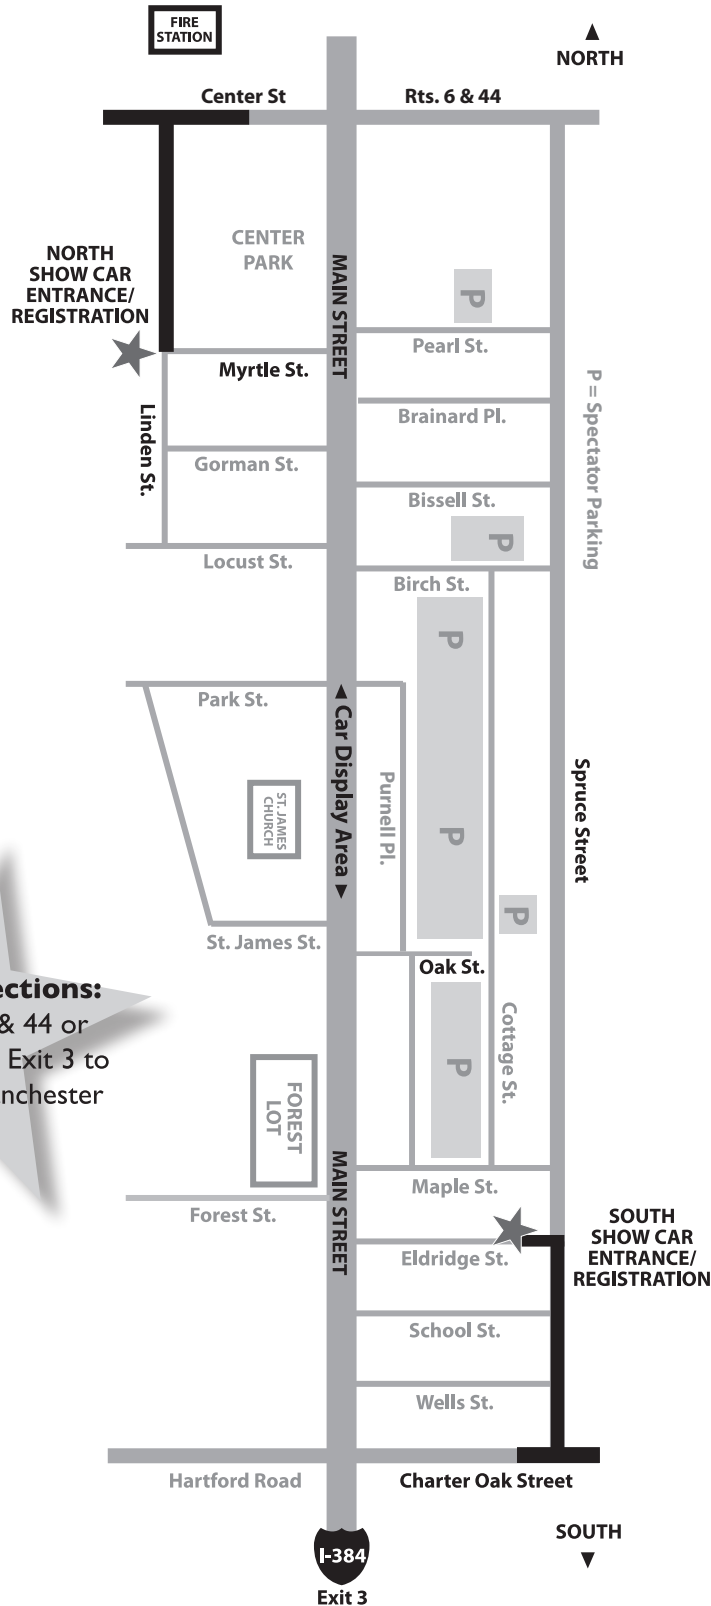 FIRE
STATION
NORTH
Center St
Rts. 6 & 44
CENTER
PARK
MAIN STREET
NORTH
SHOW CAR
ENTRANCE/
REGISTRATION
P
Pearl St.
Myrtle St.
P = Spectator Parking
Linden St.
Brainard Pl.
Gorman St.
Bissell St.
P
Locust St.
Birch St.
P
Park St.
Car Display Area
Purnell Pl.
Spruce Street
ST. JAMES
CHURCH
P
P
St. James St.
Oak St.
ections:
& 44 or
Exit 3 to
nchester
Cottage St.
P
FOREST
LOT
MAIN STREET
Maple St.
Forest St.
SOUTH
SHOW CAR
ENTRANCE/
REGISTRATION
Eldridge St.
School St.
Wells St.
Hartford Road
Charter Oak Street
SOUTH
I-384
Exit 3